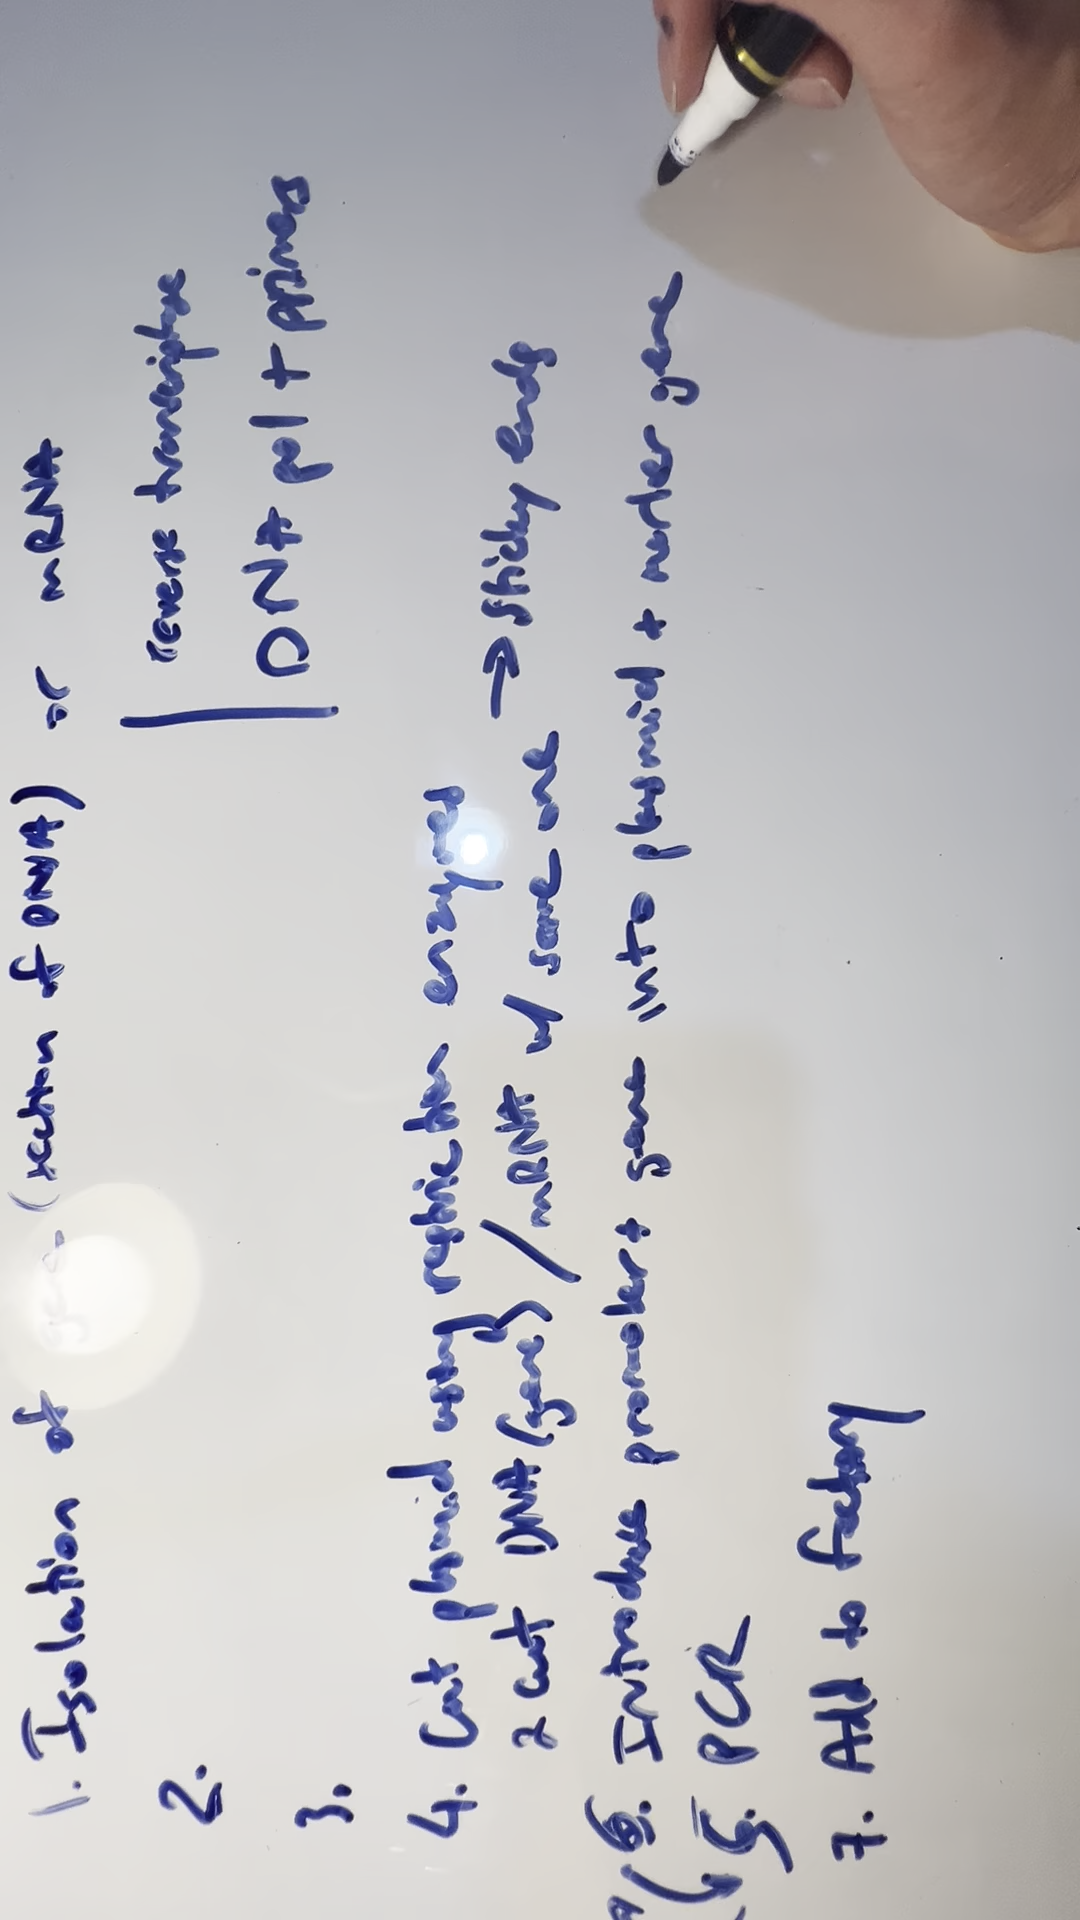 1. Isolation of gene (section of DNA) or mRNA
2. reverse transcriptase
3. DNA pol + primers
4. Cut plasmid using restriction enzymes
& cut DNA (gene) / mRNA w/ same one → sticky ends
6. Introduce promoter + gene into plasmid + marker gene
5. PCR
7. Add to factory